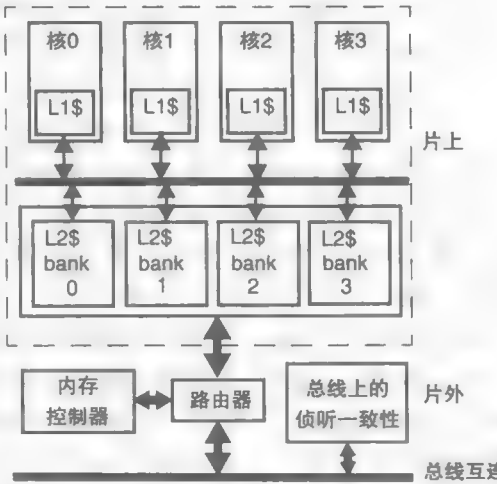 核0 核1 核2 核3
L1$ L1$ L1$ L1$
片上
L2$ L2$ L2$ L2$
bank bank bank bank
0 1 2 3
内存
控制器
路由器
总线上的
侦听一致性
片外
总线互连